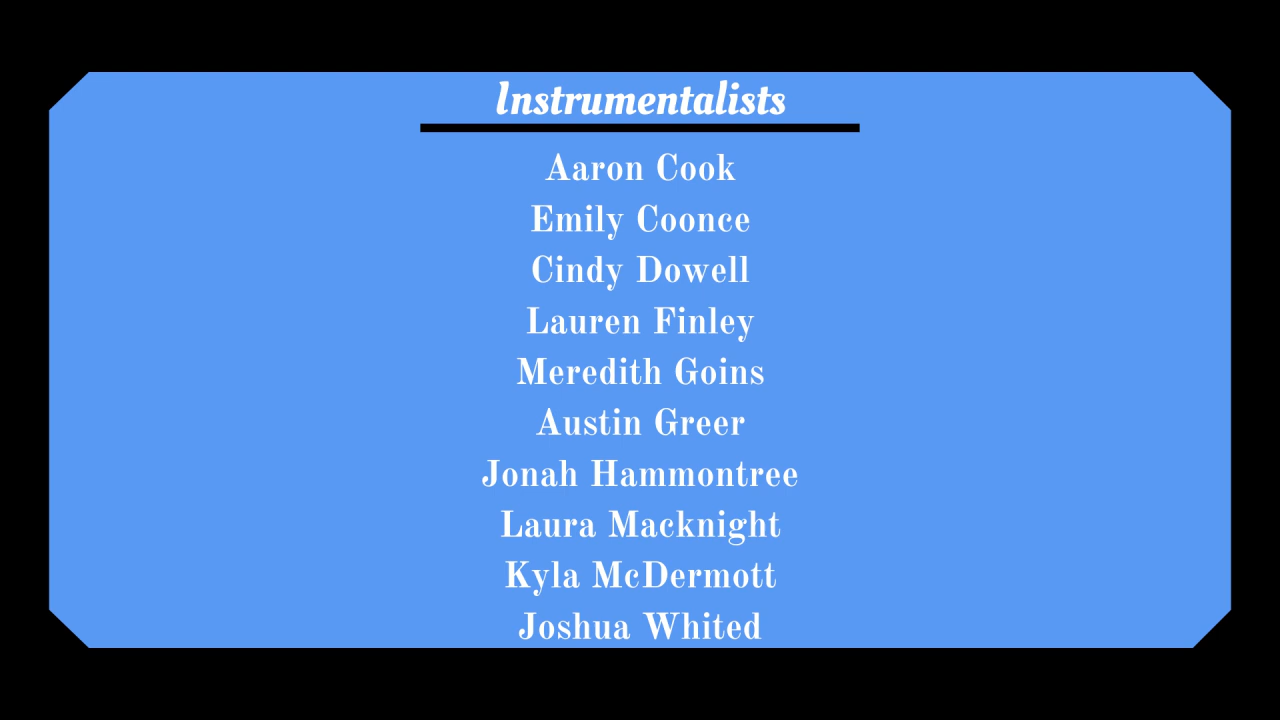 Instrumentalists
Aaron Cook
Emily Coonce
Cindy Dowell
Lauren Finley
Meredith Goins
Austin Greer
Jonah Hammontree
Laura Macknight
Kyla McDermott
Joshua Whited